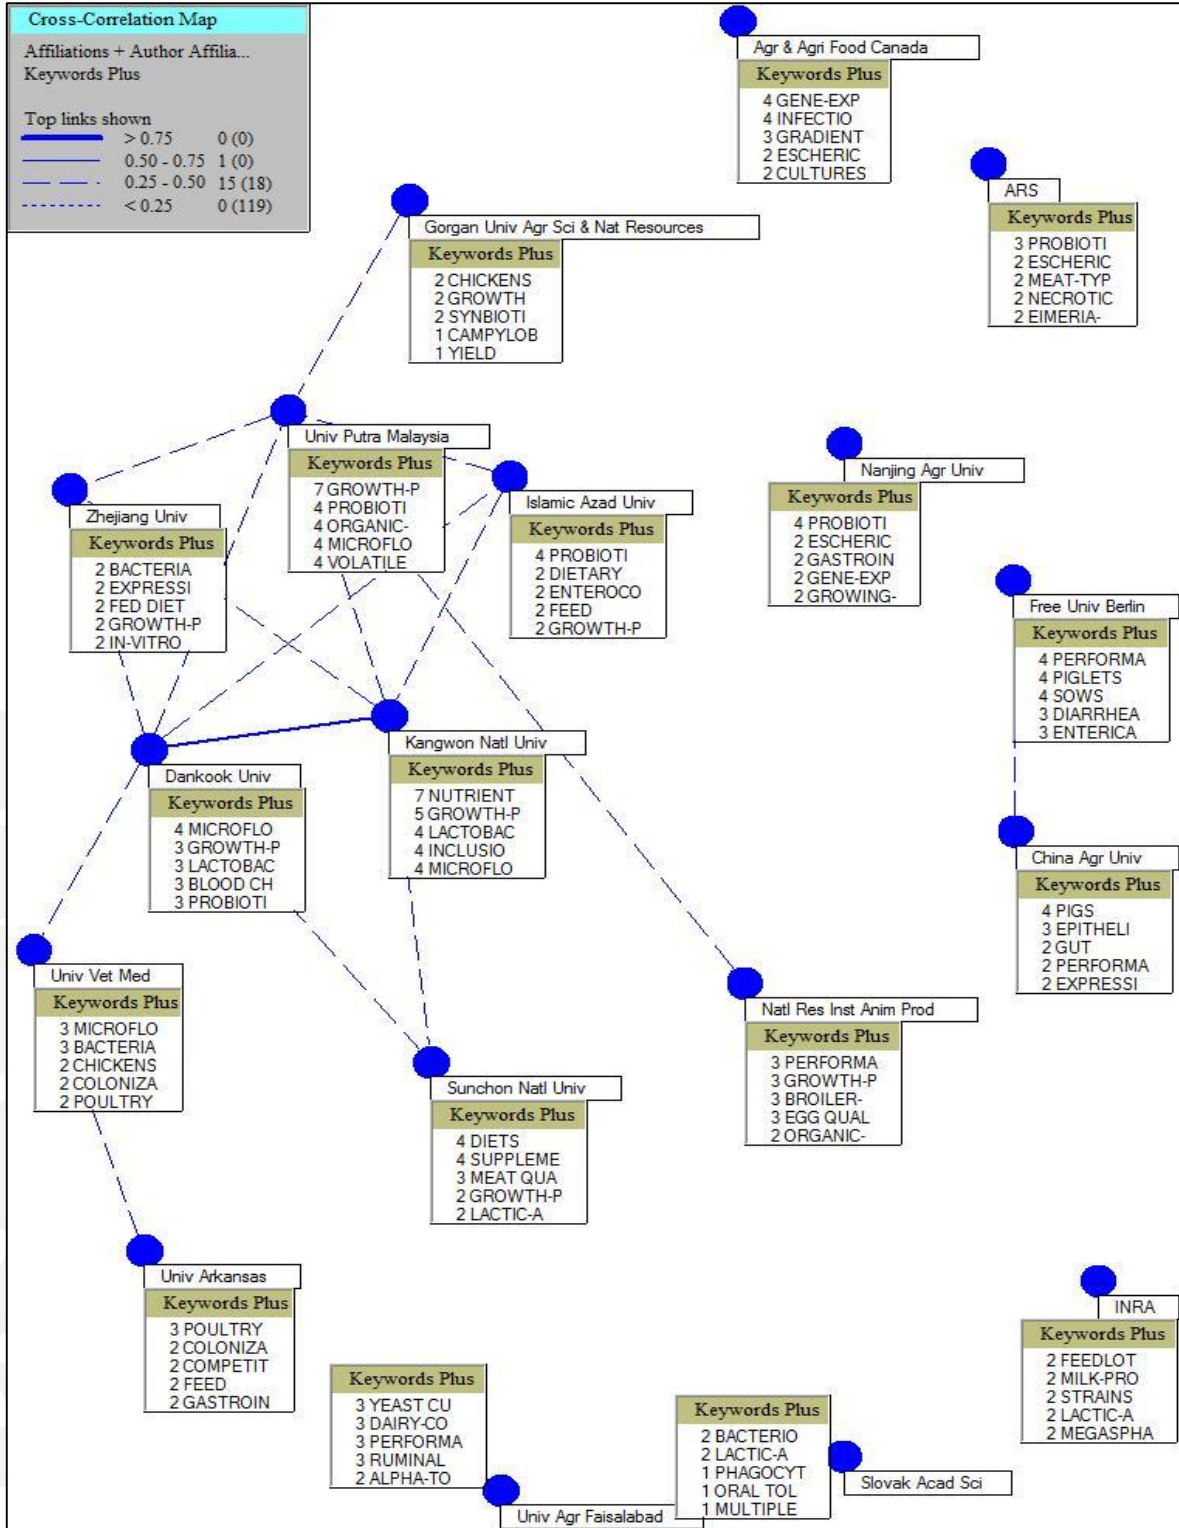 Cross-Correlation Map
Affiliations + Author Affilia...
Keywords Plus
Top links shown
> 0.75 0 (0)
0.50 - 0.75 1 (0)
0.25 - 0.50 15 (18)
< 0.25 0 (119)
Agr & Agri Food Canada
Keywords Plus
4 GENE-EXP
4 INFECTIO
3 GRADIENT
2 ESCHERIC
2 CULTURES
ARS
Keywords Plus
3 PROBIOTI
2 ESCHERIC
2 MEAT-TYP
2 NECROTIC
2 EIMERIA-
Gorgan Univ Agr Sci & Nat Resources
Keywords Plus
2 CHICKENS
2 GROWTH
2 SYNBIOTI
1 CAMPYLOB
1 YIELD
Univ Putra Malaysia
Keywords Plus
7 GROWTH-P
4 PROBIOTI
4 ORGANIC-
4 MICROFLO
4 VOLATILE
Nanjing Agr Univ
Keywords Plus
4 PROBIOTI
2 ESCHERIC
2 GASTROIN
2 GENE-EXP
2 GROWING-
Islamic Azad Univ
Keywords Plus
4 PROBIOTI
2 DIETARY
2 ENTEROCO
2 FEED
2 GROWTH-P
Zhejiang Univ
Keywords Plus
2 BACTERIA
2 EXPRESSI
2 FED DIET
2 GROWTH-P
2 IN-VITRO
Free Univ Berlin
Keywords Plus
4 PERFORMA
4 PIGLETS
4 SOWS
3 DIARRHEA
3 ENTERICA
Kangwon Natl Univ
Keywords Plus
7 NUTRIENT
5 GROWTH-P
4 LACTOBAC
4 INCLUSIO
4 MICROFLO
Dankook Univ
Keywords Plus
4 MICROFLO
3 GROWTH-P
3 LACTOBAC
3 BLOOD CH
3 PROBIOTI
China Agr Univ
Keywords Plus
4 PIGS
3 EPITHELI
2 GUT
2 PERFORMA
2 EXPRESSI
Univ Vet Med
Keywords Plus
3 MICROFLO
3 BACTERIA
2 CHICKENS
2 COLONIZA
2 POULTRY
Natl Res Inst Anim Prod
Keywords Plus
3 PERFORMA
3 GROWTH-P
3 BROILER-
3 EGG QUAL
2 ORGANIC-
Sunchon Natl Univ
Keywords Plus
4 DIETS
4 SUPPLEME
3 MEAT QUA
2 GROWTH-P
2 LACTIC-A
Univ Arkansas
Keywords Plus
3 POULTRY
2 COLONIZA
2 COMPETIT
2 FEED
2 GASTROIN
INRA
Keywords Plus
2 FEEDLOT
2 MILK-PRO
2 STRAINS
2 LACTIC-A
2 MEGASPHA
Keywords Plus
3 YEAST CU
3 DAIRY-CO
3 PERFORMA
3 RUMINAL
2 ALPHA-TO
Univ Agr Faisalabad
Keywords Plus
2 BACTERIO
2 LACTIC-A
1 PHAGOCYT
1 ORAL TOL
1 MULTIPLE
Slovak Acad Sci